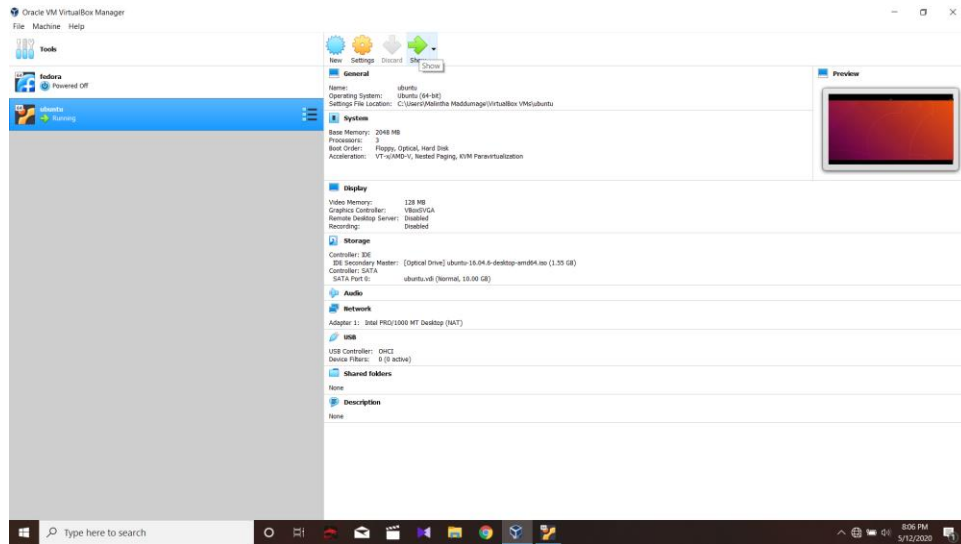 Oracle VM VirtualBox Manager
File Machine Help
Tools
fedora
Powered Off
ubuntu
Running
New Settings Discard Show
Show
General
Name: ubuntu
Operating System: Ubuntu (64-bit)
Settings File Location: C:\Users\Malintha Maddumage\VirtualBox VMs\ubuntu
System
Base Memory: 2048 MB
Processors: 3
Boot Order: Floppy, Optical, Hard Disk
Acceleration: VT-x/AMD-V, Nested Paging, KVM Paravirtualization
Preview
Display
Video Memory: 128 MB
Graphics Controller: VBoxSVGA
Remote Desktop Server: Disabled
Recording: Disabled
Storage
Controller: IDE
IDE Secondary Master: [Optical Drive] ubuntu-16.04.6-desktop-amd64.iso (1.55 GB)
Controller: SATA
SATA Port 0: ubuntu.vdi (Normal, 10.00 GB)
Audio
Network
Adapter 1: Intel PRO/1000 MT Desktop (NAT)
USB
USB Controller: OHCI
Device Filters: 0 (0 active)
Shared folders
None
Description
None
Type here to search
8:06 PM
5/12/2020